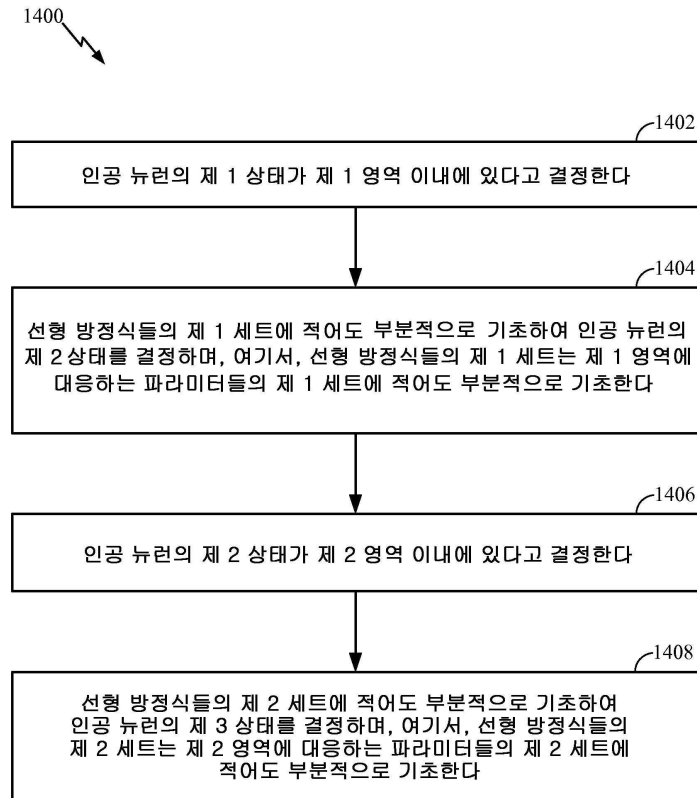 1400
1402
인공 뉴런의 제 1 상태가 제 1 영역 이내에 있다고 결정한다
1404
선형 방정식들의 제 1 세트에 적어도 부분적으로 기초하여 인공 뉴런의
제 2 상태를 결정하며, 여기서, 선형 방정식들의 제 1 세트는 제 1 영역에
대응하는 파라미터들의 제 1 세트에 적어도 부분적으로 기초한다
1406
인공 뉴런의 제 2 상태가 제 2 영역 이내에 있다고 결정한다
1408
선형 방정식들의 제 2 세트에 적어도 부분적으로 기초하여
인공 뉴런의 제 3 상태를 결정하며, 여기서, 선형 방정식들의
제 2 세트는 제 2 영역에 대응하는 파라미터들의 제 2 세트에
적어도 부분적으로 기초한다